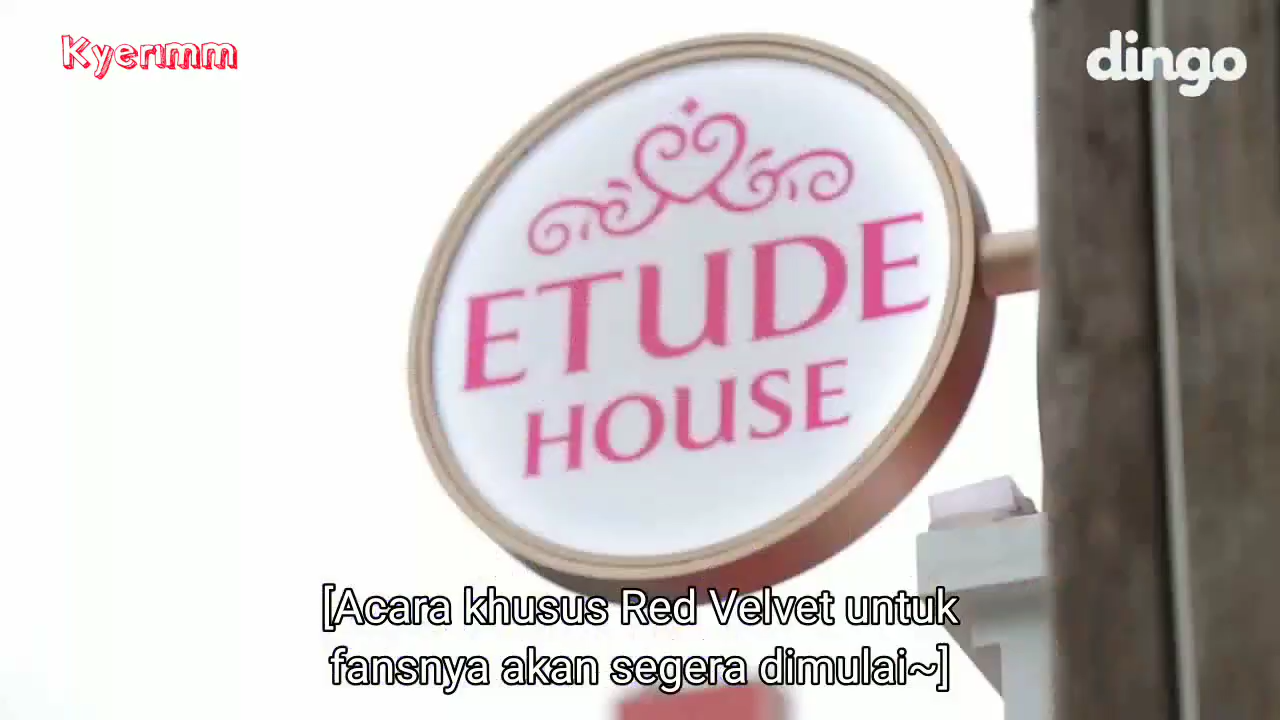 Kyerimm
dingo
ETUDE
HOUSE
[Acara khusus Red Velvet untuk
fansnya akan segera dimulai~]